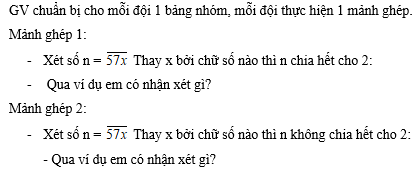 GV chuẩn bị cho mỗi đội 1 bảng nhóm, mỗi đội thực hiện 1 mảnh ghép.
Mảnh ghép 1:
- Xét số n = \overline{57x} Thay x bởi chữ số nào thì n chia hết cho 2:
- Qua ví dụ em có nhận xét gì?
Mảnh ghép 2:
- Xét số n = \overline{57x} Thay x bởi chữ số nào thì n không chia hết cho 2:
- Qua ví dụ em có nhận xét gì?